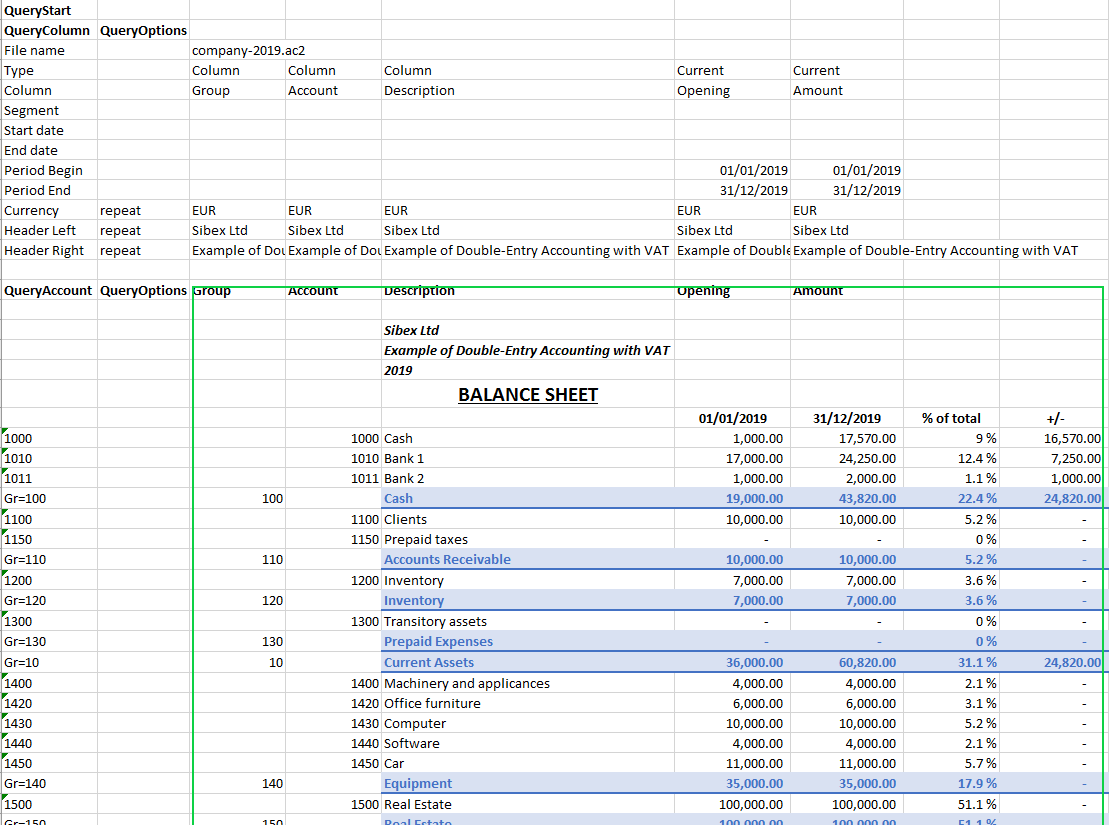 QueryStart
QueryColumn QueryOptions
File name company-2019.ac2
Type Column Column Column Current Current
Column Group Account Description Opening Amount
Segment
Start date
End date
Period Begin 01/01/2019 01/01/2019
Period End 31/12/2019 31/12/2019
Currency repeat EUR EUR EUR EUR EUR
Header Left repeat Sibex Ltd Sibex Ltd Sibex Ltd Sibex Ltd Sibex Ltd
Header Right repeat Example of Dou Example of Dou Example of Double-Entry Accounting with VAT Example of Double Example of Double-Entry Accounting with VAT
QueryAccount QueryOptions Group Account Description Opening Amount
Sibex Ltd
Example of Double-Entry Accounting with VAT
2019
BALANCE SHEET
01/01/2019 31/12/2019 % of total +/-
1000 1000 Cash 1,000.00 17,570.00 9 % 16,570.00
1010 1010 Bank 1 17,000.00 24,250.00 12.4 % 7,250.00
1011 1011 Bank 2 1,000.00 2,000.00 1.1 % 1,000.00
Gr=100 100 Cash 19,000.00 43,820.00 22.4 % 24,820.00
1100 1100 Clients 10,000.00 10,000.00 5.2 % -
1150 1150 Prepaid taxes - - 0 % -
Gr=110 110 Accounts Receivable 10,000.00 10,000.00 5.2 % -
1200 1200 Inventory 7,000.00 7,000.00 3.6 % -
Gr=120 120 Inventory 7,000.00 7,000.00 3.6 % -
1300 1300 Transitory assets - - 0 % -
Gr=130 130 Prepaid Expenses - - 0 % -
Gr=10 10 Current Assets 36,000.00 60,820.00 31.1 % 24,820.00
1400 1400 Machinery and applicances 4,000.00 4,000.00 2.1 % -
1420 1420 Office furniture 6,000.00 6,000.00 3.1 % -
1430 1430 Computer 10,000.00 10,000.00 5.2 % -
1440 1440 Software 4,000.00 4,000.00 2.1 % -
1450 1450 Car 11,000.00 11,000.00 5.7 % -
Gr=140 140 Equipment 35,000.00 35,000.00 17.9 % -
1500 1500 Real Estate 100,000.00 100,000.00 51.1 % -
Gr=150 150 Real Estate 100,000.00 100,000.00 51.1 % -